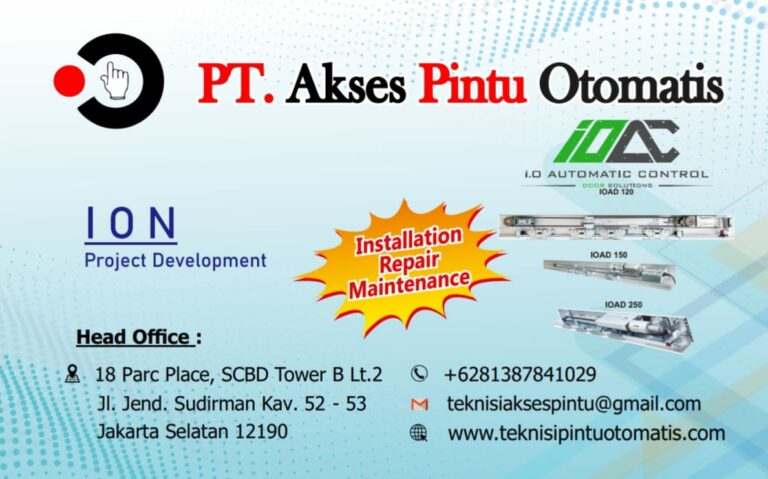 PT. Akses Pintu Otomatis
IOAC
I.O AUTOMATIC CONTROL
DOOR SOLUTIONS
IOAD 120
ION
Project Development
Installation
Repair
Maintenance
IOAD 150
IOAD 250
Head Office :
18 Parc Place, SCBD Tower B Lt.2
Jl. Jend. Sudirman Kav. 52 - 53
Jakarta Selatan 12190
+6281387841029
teknisiaksespintu@gmail.com
www.teknisipintuotomatis.com